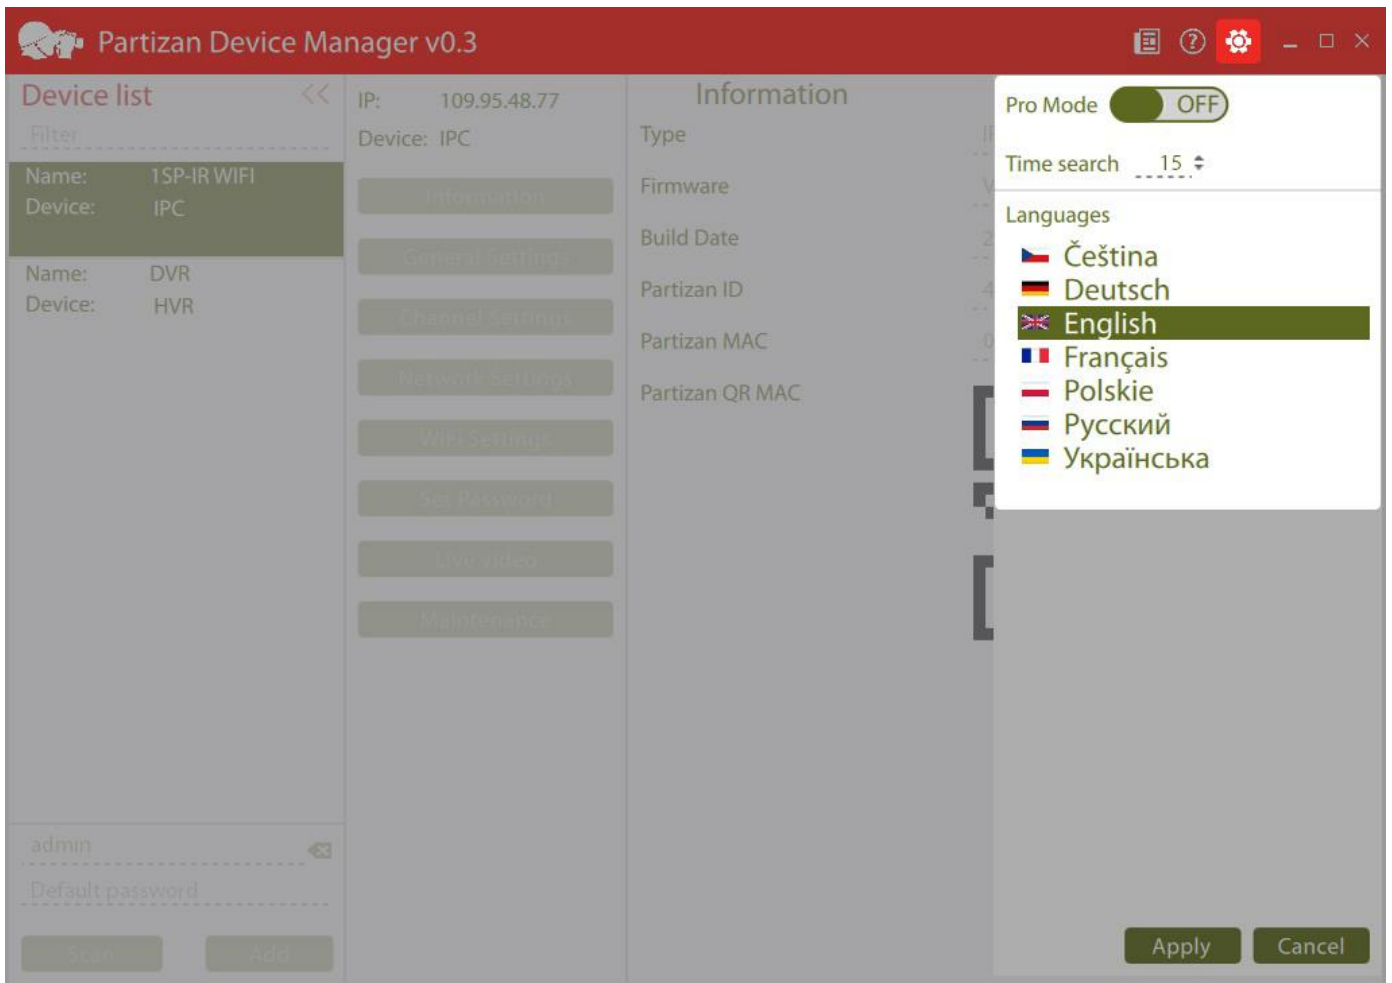 Partizan Device Manager v0.3
Device list <<
Filter
Name: 1SP-IR WIFI
Device: IPC
Name: DVR
Device: HVR
admin
Default password
Scan Add
IP: 109.95.48.77
Device: IPC
Information
General Settings
Channel Settings
Network Settings
WiFi Settings
Set Password
Live video
Maintenance
Information
Type
Firmware
Build Date
Partizan ID
Partizan MAC
Partizan QR MAC
Pro Mode OFF
Time search 15
Languages
Čeština
Deutsch
English
Français
Polskie
Русский
Українська
Apply Cancel